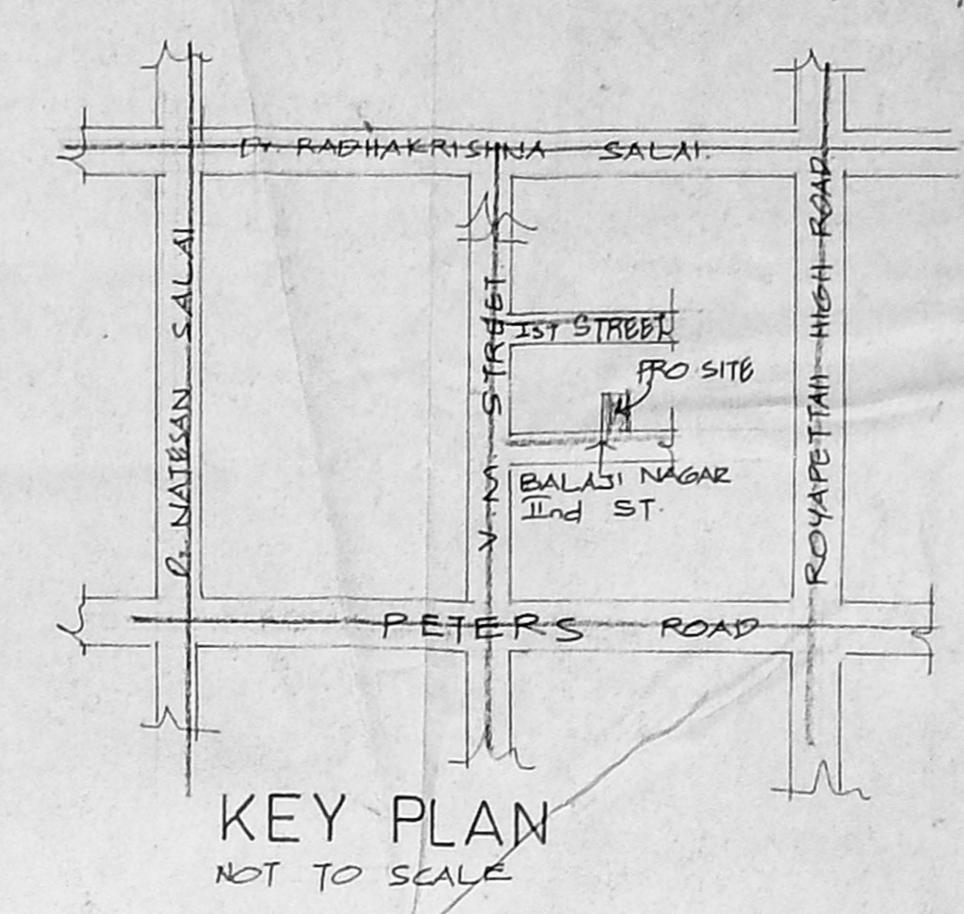 Dr. RADHAKRISHNA SALAI.
NATESAN SALAI
STREET
ROYAPETTAH HIGH ROAD
Ist STREET
PRO SITE
BALAJI NAGAR
IInd ST.
PETERS ROAD
KEY PLAN
NOT TO SCALE